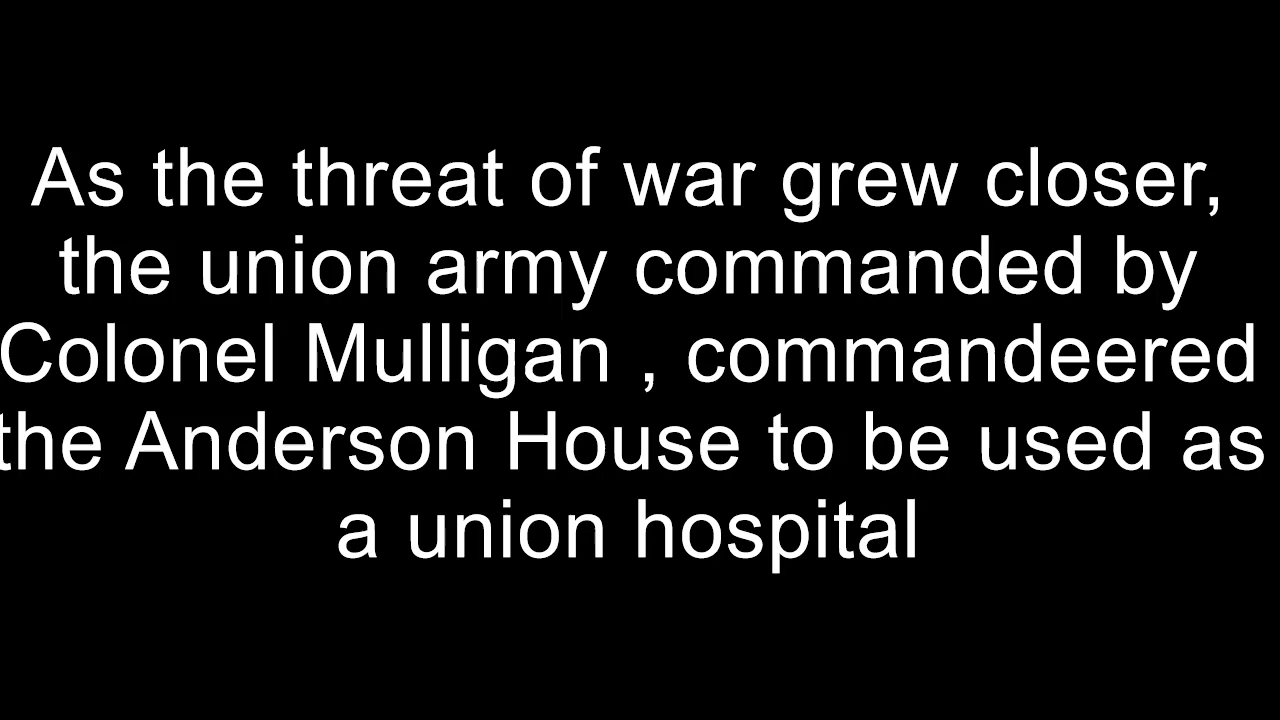 As the threat of war grew closer,
the union army commanded by
Colonel Mulligan , commandeered
the Anderson House to be used as
a union hospital